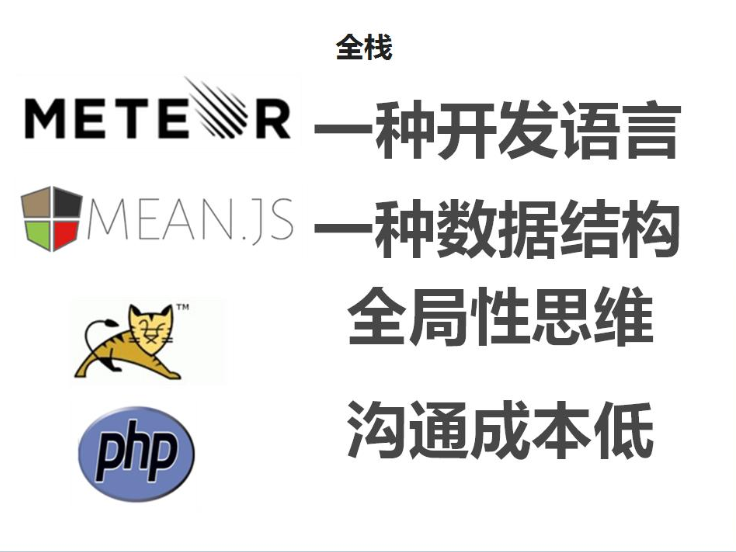 全栈
METEOR
一种开发语言
MEAN.JS
一种数据结构
全局性思维
TM
php
沟通成本低